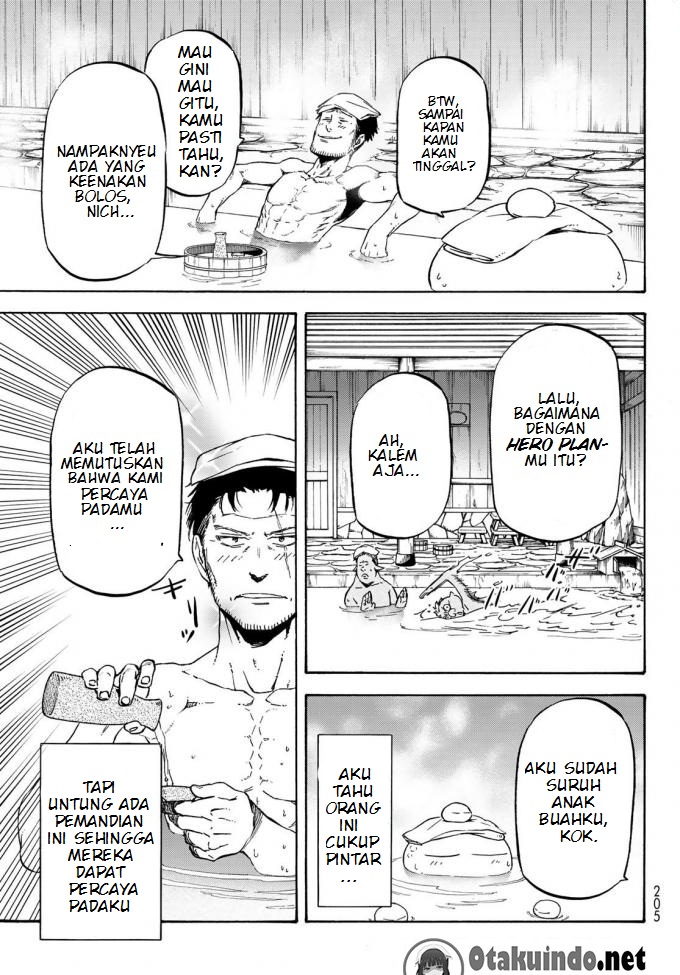 BTW,
SAMPAI
KAPAN
KAMU
AKAN
TINGGAL?
MAU
GINI
MAU
GITU,
KAMU
PASTI
TAHU,
KAN?
NAMPAKNYEU
ADA YANG
KEENAKAN
BOLOS,
NICH...
LALU,
BAGAIMANA
DENGAN
HERO PLAN-
MU ITU?
AH,
KALEM
AJA...
AKU SUDAH
SURUH
ANAK
BUAHKU,
KOK.
AKU
TAHU
ORANG
INI
CUKUP
PINTAR
...
AKU TELAH
MEMUTUSKAN
BAHWA KAMI
PERCAYA
PADAMU
...
TAPI
UNTUNG ADA
PEMANDIAN
INI SEHINGGA
MEREKA
DAPAT
PERCAYA
PADAKU
205
Otakuindo.net